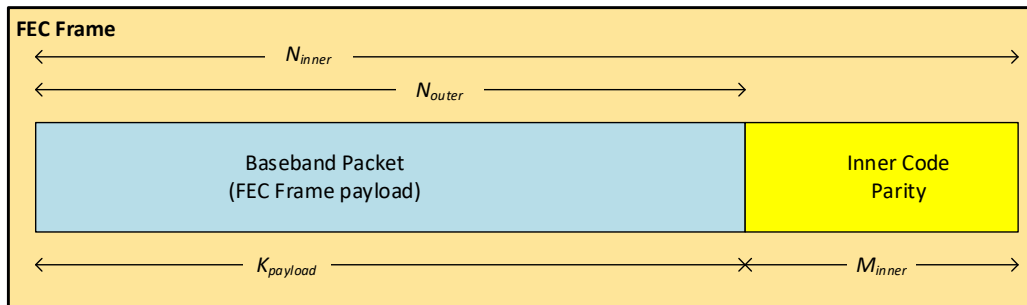 FEC Frame
N_inner
N_outer
Baseband Packet
(FEC Frame payload)
Inner Code
Parity
K_payload
M_inner